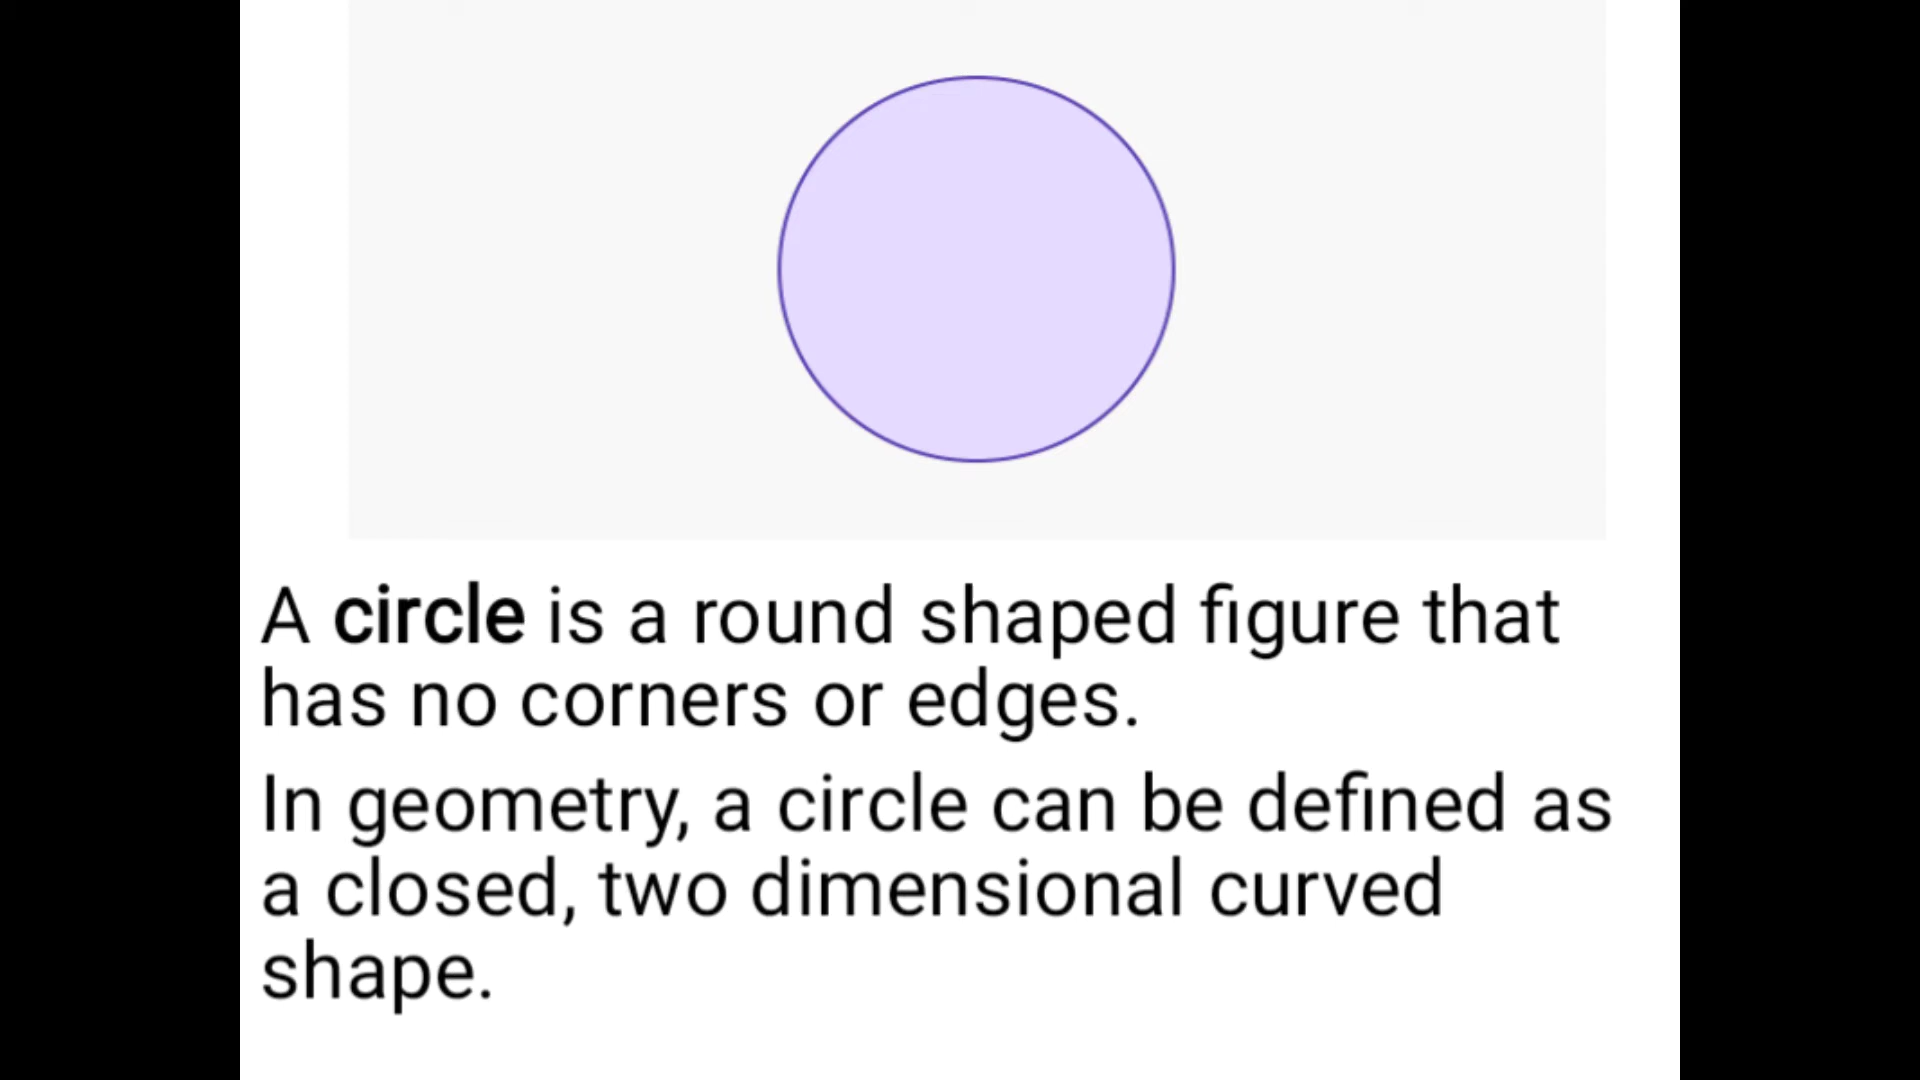 A circle is a round shaped figure that
has no corners or edges.
In geometry, a circle can be defined as
a closed, two dimensional curved
shape.